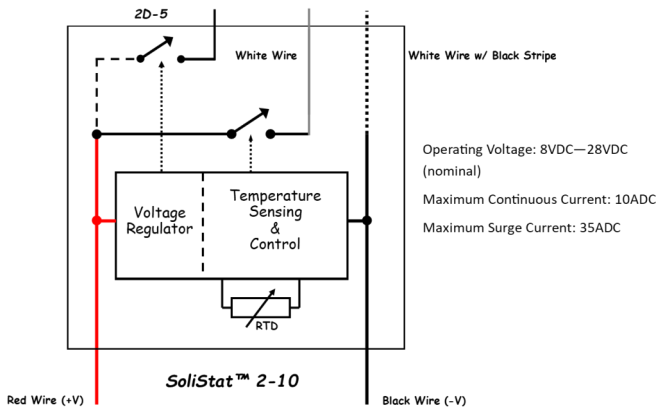 2D-5
White Wire
White Wire w/ Black Stripe
Operating Voltage: 8VDC—28VDC
(nominal)
Maximum Continuous Current: 10ADC
Maximum Surge Current: 35ADC
Voltage
Regulator
Temperature
Sensing
&
Control
RTD
SoliStat™ 2-10
Red Wire (+V)
Black Wire (-V)